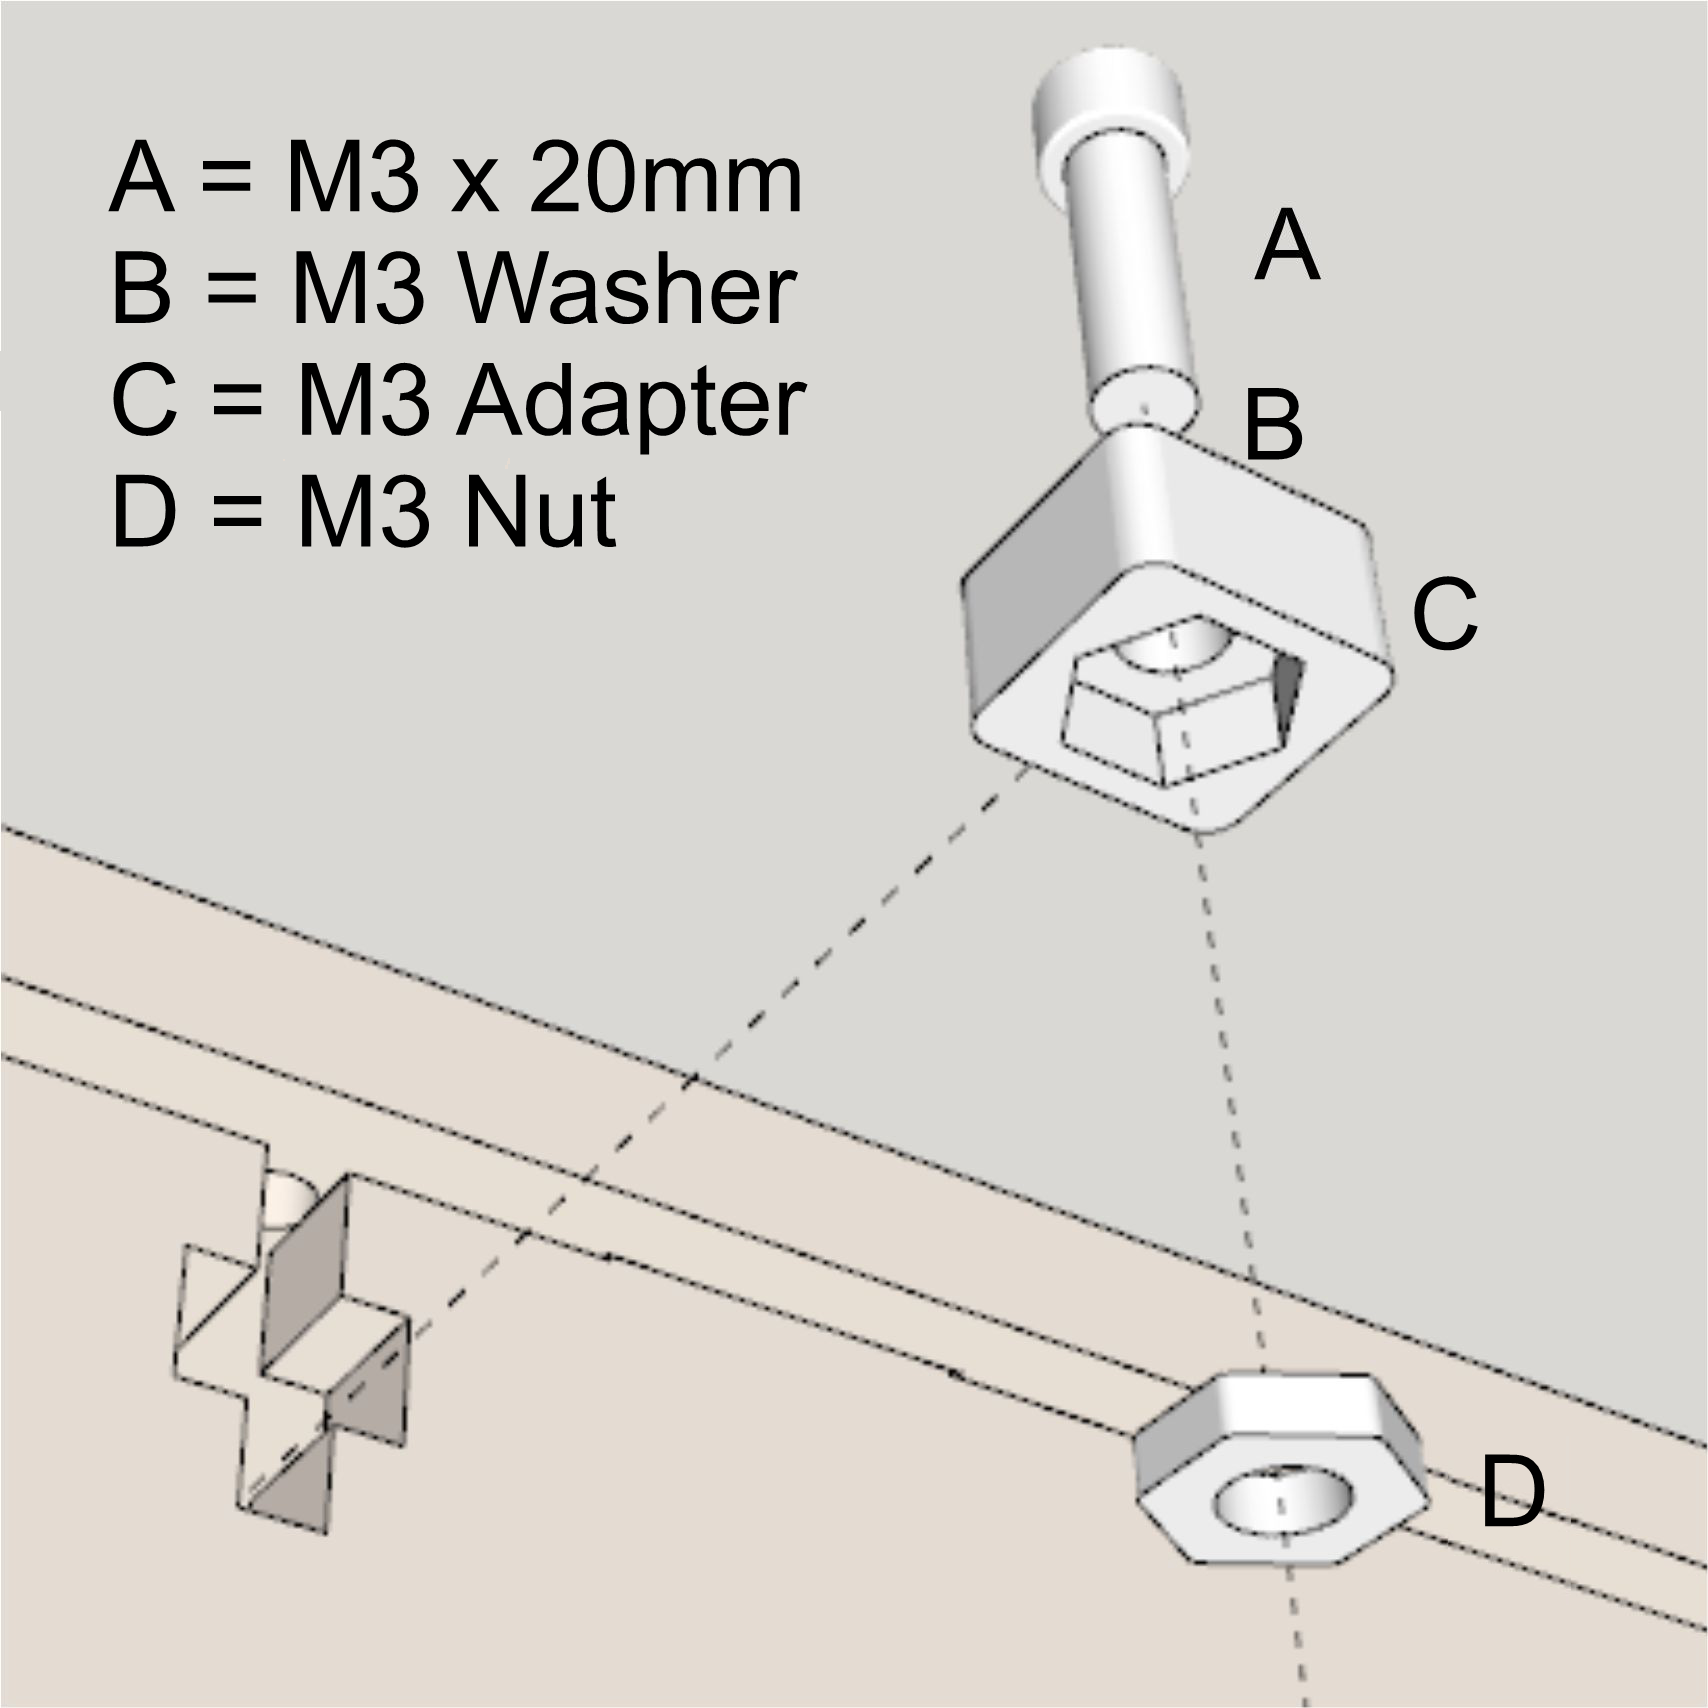 A = M3 x 20mm
B = M3 Washer
C = M3 Adapter
D = M3 Nut
A
B
C
D